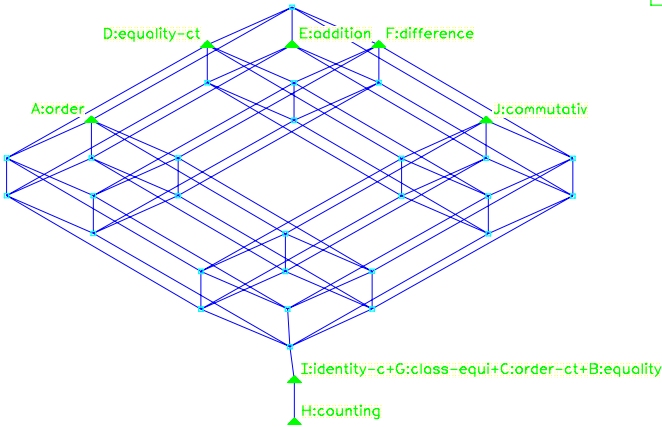 D:equality-ct E:addition F:difference
A:order J:commutativ
I:identity-c+G:class-equi+C:order-ct+B:equality
H:counting